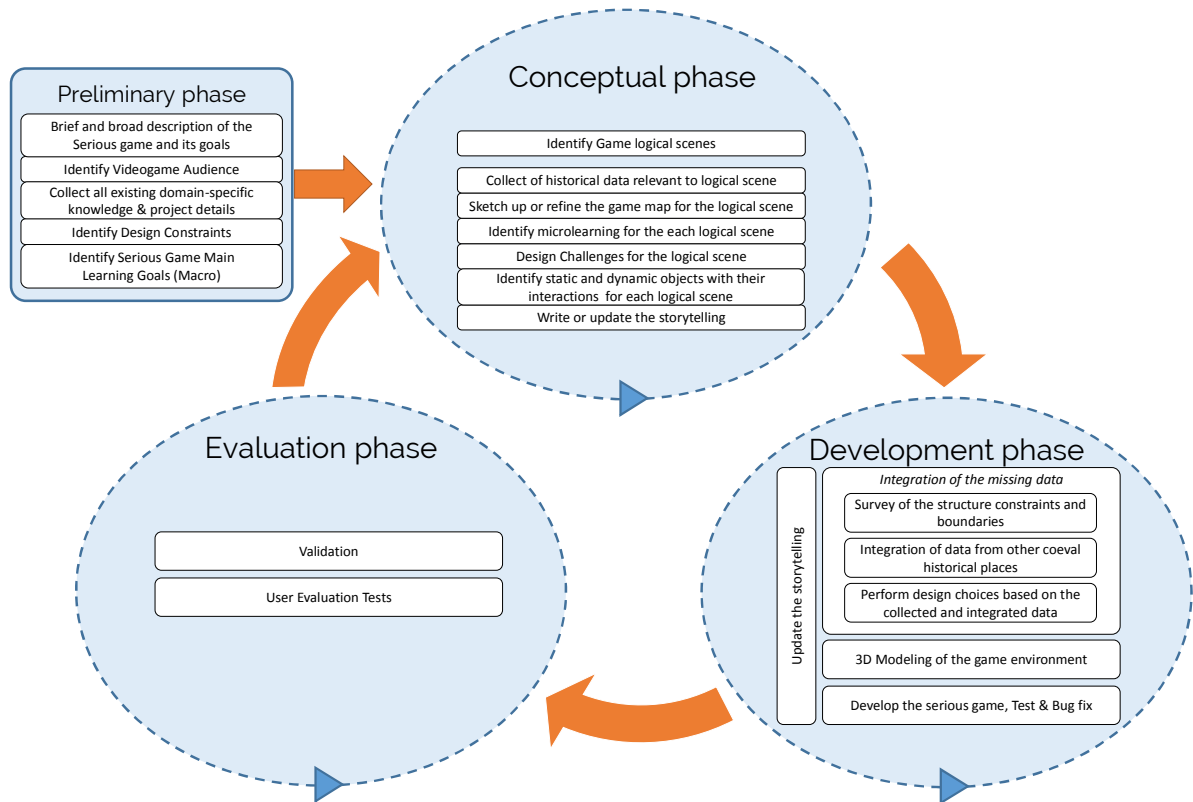 Preliminary phase
Brief and broad description of the
Serious game and its goals
Identify Videogame Audience
Collect all existing domain-specific
knowledge & project details
Identify Design Constraints
Identify Serious Game Main
Learning Goals (Macro)
Conceptual phase
Identify Game logical scenes
Collect of historical data relevant to logical scene
Sketch up or refine the game map for the logical scene
Identify microlearning for the each logical scene
Design Challenges for the logical scene
Identify static and dynamic objects with their
interactions for each logical scene
Write or update the storytelling
Evaluation phase
Validation
User Evaluation Tests
Development phase
Update the storytelling
Integration of the missing data
Survey of the structure constraints and
boundaries
Integration of data from other coeval
historical places
Perform design choices based on the
collected and integrated data
3D Modeling of the game environment
Develop the serious game, Test & Bug fix